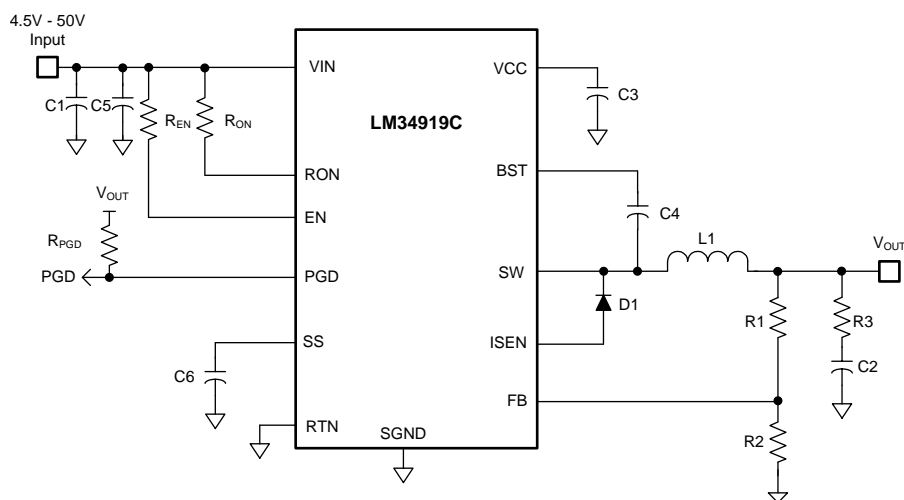 4.5V - 50V
Input
VIN
VCC
C1
C5
REN
RON
C3
LM34919C
RON
BST
VOUT
EN
C4
RPGD
L1
VOUT
PGD
PGD
SW
D1
R1
R3
SS
ISEN
C6
C2
FB
RTN
SGND
R2